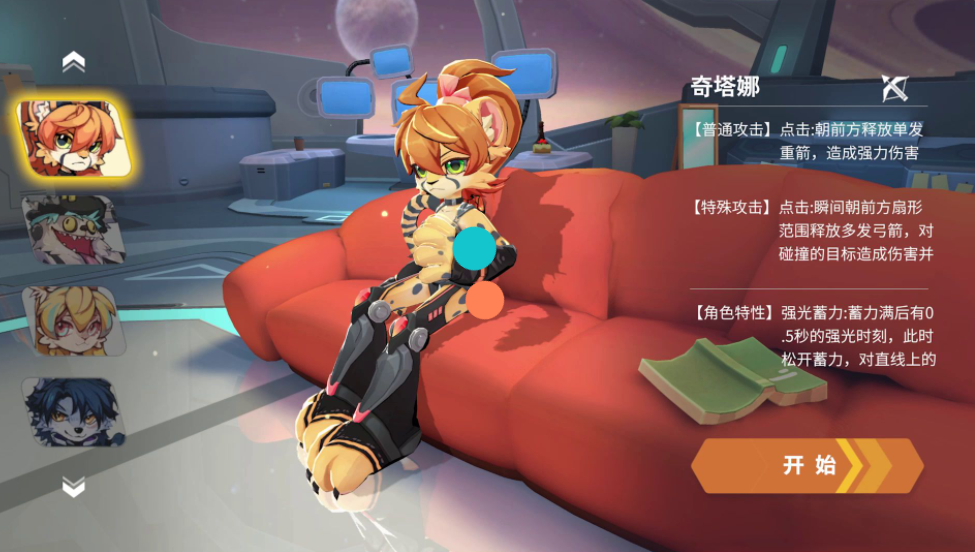 奇塔娜
【普通攻击】点击:朝前方释放单发
重箭，造成强力伤害
【特殊攻击】点击:瞬间朝前方扇形
范围释放多发弓箭，对
碰撞的目标造成伤害并
【角色特性】强光蓄力:蓄力满后有0
.5秒的强光时刻，此时
松开蓄力，对直线上的
开始